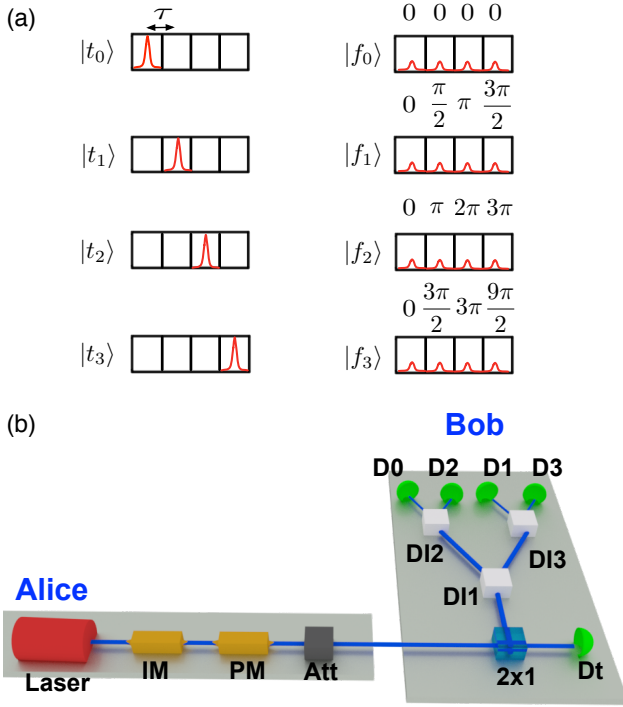 (a)
τ
0 0 0 0
|t₀⟩
|f₀⟩
0 π/2 π 3π/2
|t₁⟩
|f₁⟩
0 π 2π 3π
|t₂⟩
|f₂⟩
0 3π/2 3π 9π/2
|t₃⟩
|f₃⟩
(b)
Bob
D0 D2 D1 D3
DI2 DI3
DI1
Alice
Laser IM PM Att 2x1 Dt